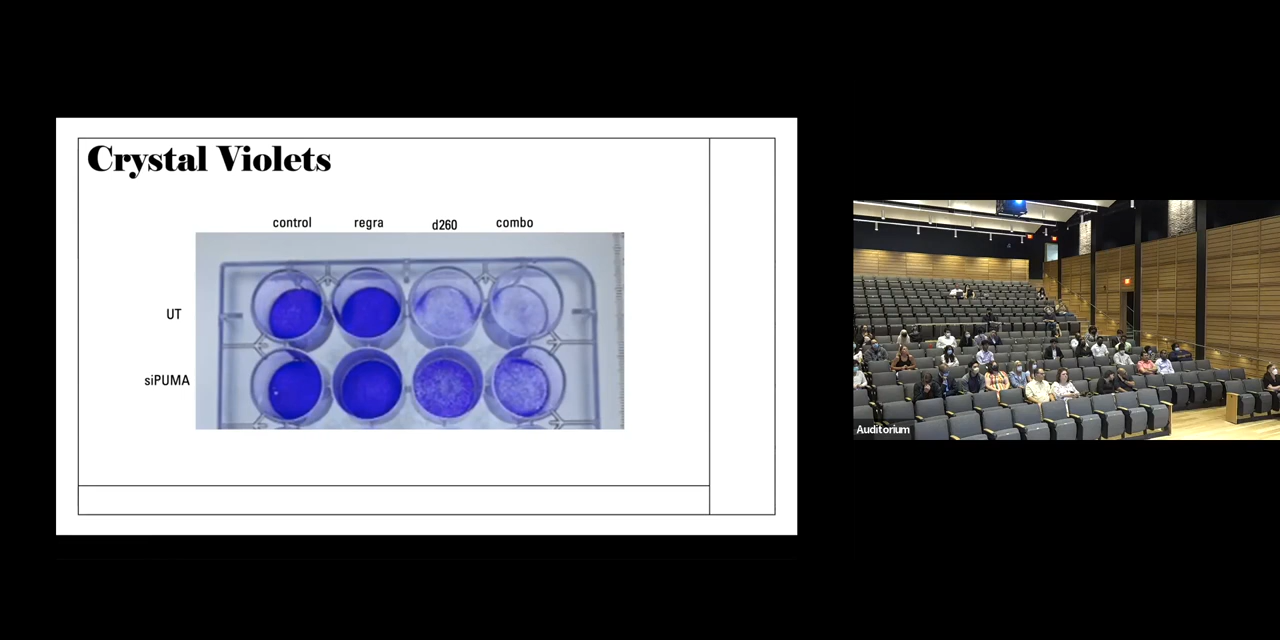 Crystal Violets
control regra d260 combo
UT
siPUMA
Auditorium